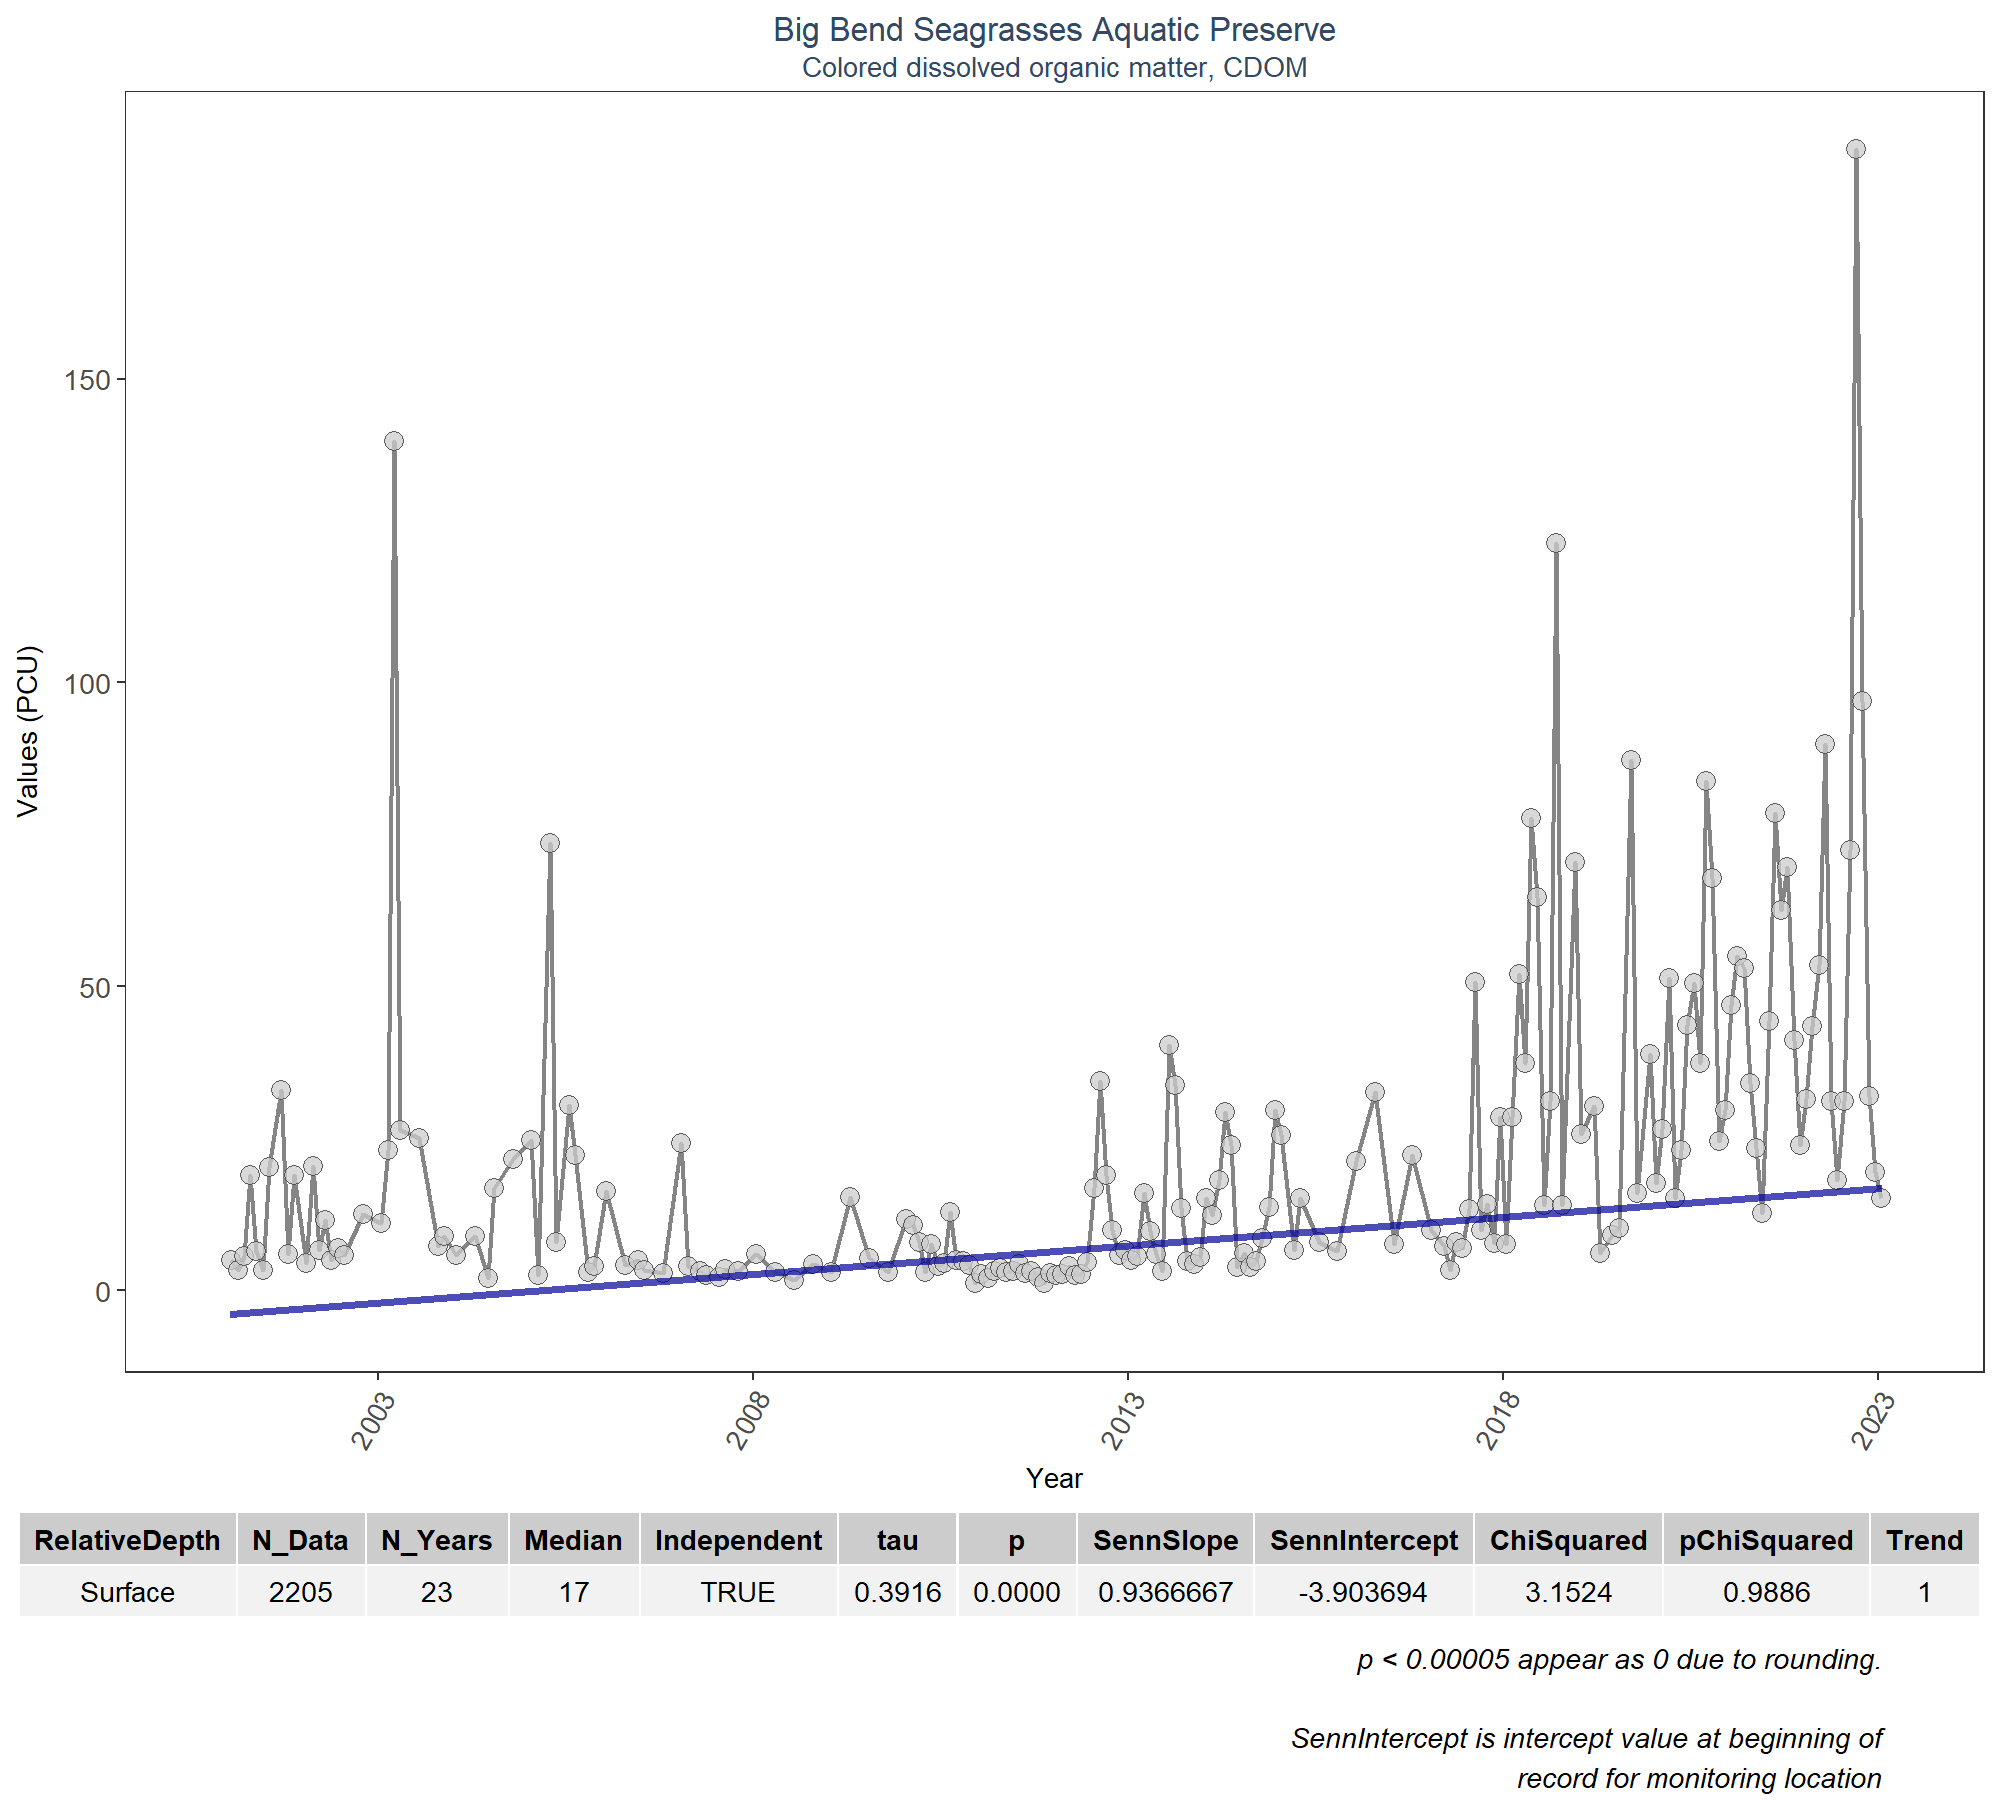 Big Bend Seagrasses Aquatic Preserve
Colored dissolved organic matter, CDOM
Values (PCU)
150
100
50
0
2003 2008 2013 2018 2023
Year
RelativeDepth N_Data N_Years Median Independent tau p SennSlope SennIntercept ChiSquared pChiSquared Trend
Surface 2205 23 17 TRUE 0.3916 0.0000 0.9366667 -3.903694 3.1524 0.9886 1
p < 0.00005 appear as 0 due to rounding.
SennIntercept is intercept value at beginning of
record for monitoring location